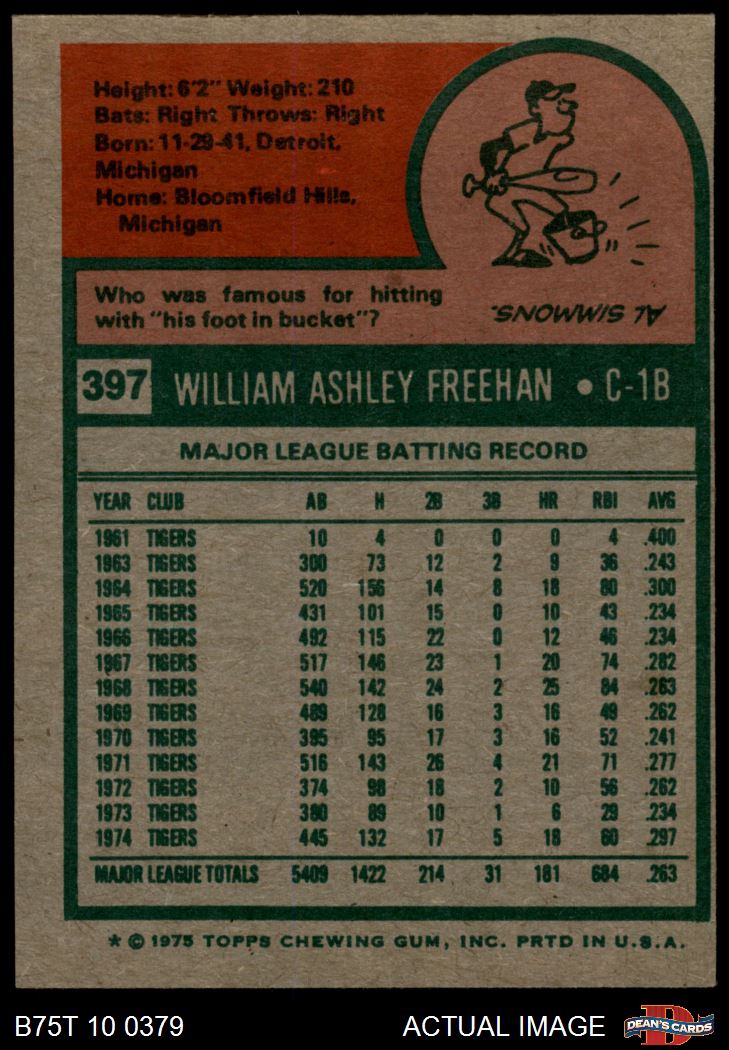 Height: 6'2" Weight: 210
Bats: Right Throws: Right
Born: 11-29-41, Detroit,
Michigan
Home: Bloomfield Hills,
Michigan
Who was famous for hitting
with "his foot in bucket"?
AL SIMMONS.
397 WILLIAM ASHLEY FREEHAN • C-1B
MAJOR LEAGUE BATTING RECORD
YEAR CLUB AB H 2B 3B HR RBI AVG
1961 TIGERS 10 4 0 0 0 4 .400
1963 TIGERS 300 73 12 2 9 36 .243
1964 TIGERS 520 156 14 8 18 80 .300
1965 TIGERS 431 101 15 0 10 43 .234
1966 TIGERS 492 115 22 0 12 46 .234
1967 TIGERS 517 146 23 1 20 74 .282
1968 TIGERS 540 142 24 2 25 84 .263
1969 TIGERS 489 128 16 3 16 49 .262
1970 TIGERS 395 95 17 3 16 52 .241
1971 TIGERS 516 143 26 4 21 71 .277
1972 TIGERS 374 98 18 2 10 56 .262
1973 TIGERS 380 89 10 1 6 29 .234
1974 TIGERS 445 132 17 5 18 60 .297
MAJOR LEAGUE TOTALS 5409 1422 214 31 181 684 .263
* © 1975 TOPPS CHEWING GUM, INC. PRTD IN U.S.A.
B75T 10 0379 ACTUAL IMAGE
D
DEAN'S CARDS